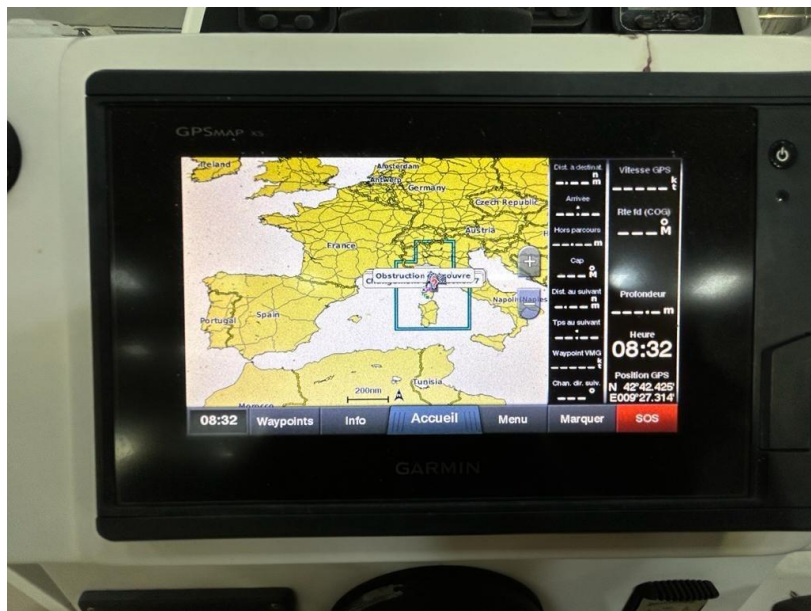 GPSMAP XS
Ireland
Amsterdam
Antwerp
Germany
Czech Republic
Austria
France
Obstruction
Portugal
Spain
Tunisia
200nm
Dist. à destinat.
n
m
Arrivée
Hors parcours
m
Cap
°
M
Dist. au suivant
n
m
Tps au suivant
Waypoint VMG
k
t
Chan. dir. suiv.
°
Vitesse GPS
k
t
Rte fd (COG)
°
M
Profondeur
m
Heure
08:32
Position GPS
N 42°42.425'
E009°27.314'
08:32
Waypoints
Info
Accueil
Menu
Marquer
SOS
GARMIN